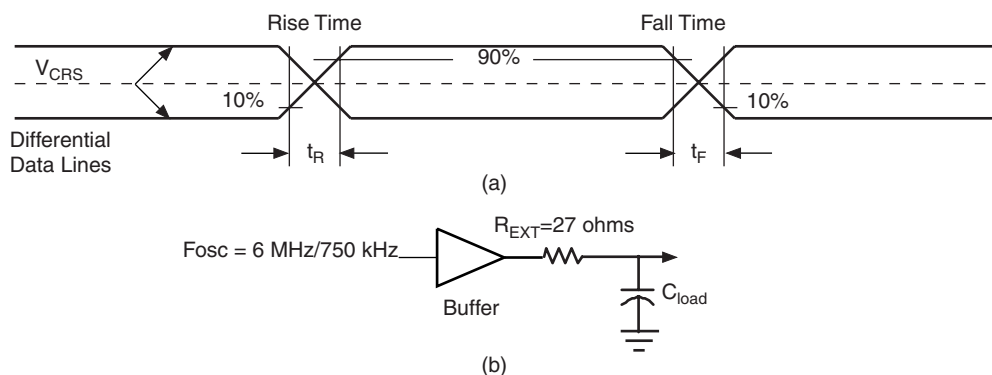 Rise Time
Fall Time
V_CRS
90%
10%
10%
Differential
Data Lines
t_R
t_F
(a)
R_EXT=27 ohms
Fosc = 6 MHz/750 kHz
Buffer
C_load
(b)